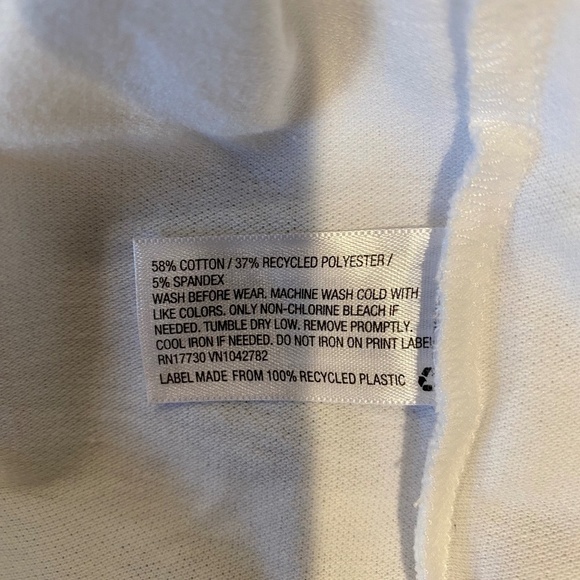 58% COTTON / 37% RECYCLED POLYESTER /
5% SPANDEX
WASH BEFORE WEAR. MACHINE WASH COLD WITH
LIKE COLORS. ONLY NON-CHLORINE BLEACH IF
NEEDED. TUMBLE DRY LOW. REMOVE PROMPTLY.
COOL IRON IF NEEDED. DO NOT IRON ON PRINT LABEL
RN17730 VN1042782
LABEL MADE FROM 100% RECYCLED PLASTIC